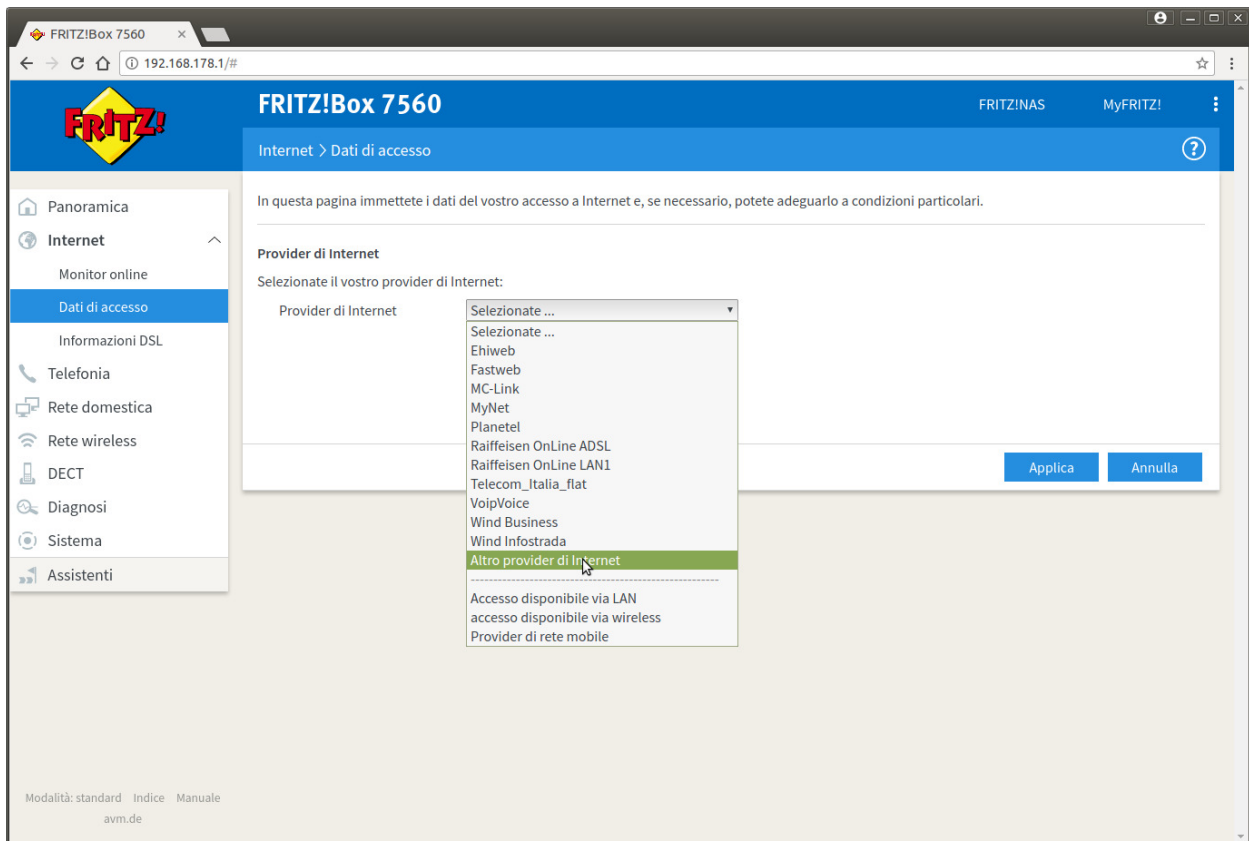 FRITZ!Box 7560
192.168.178.1/#
FRITZ!
FRITZ!Box 7560
FRITZ!NAS
MyFRITZ!
Internet > Dati di accesso
?
Panoramica
Internet
Monitor online
Dati di accesso
Informazioni DSL
Telefonia
Rete domestica
Rete wireless
DECT
Diagnosi
Sistema
Assistenti
In questa pagina immettete i dati del vostro accesso a Internet e, se necessario, potete adeguarlo a condizioni particolari.
Provider di Internet
Selezionate il vostro provider di Internet:
Provider di Internet
Selezionate ...
Selezionate ...
Ehiweb
Fastweb
MC-Link
MyNet
Planetel
Raiffeisen OnLine ADSL
Raiffeisen OnLine LAN1
Telecom_Italia_flat
VoipVoice
Wind Business
Wind Infostrada
Altro provider di Internet
--------------------------------------------------------
Accesso disponibile via LAN
accesso disponibile via wireless
Provider di rete mobile
Applica
Annulla
Modalità: standard Indice Manuale
avm.de